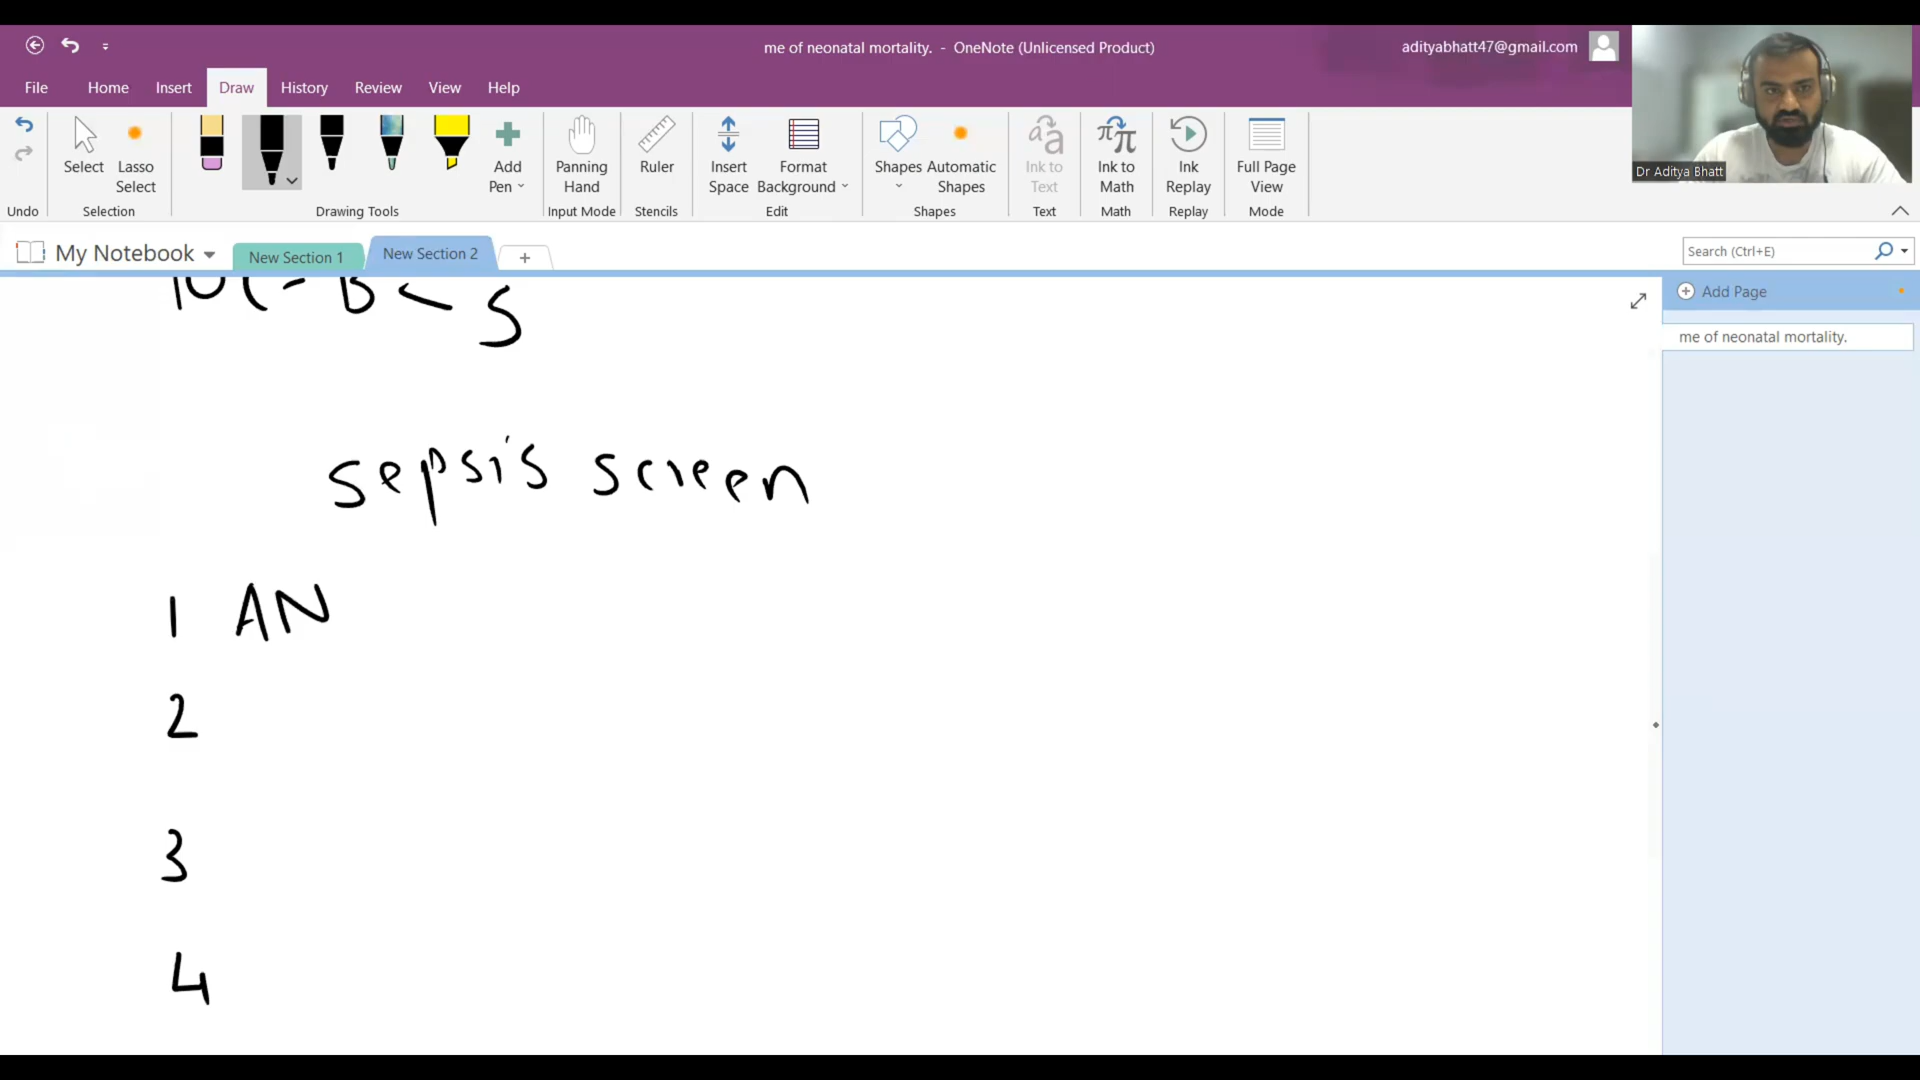 me of neonatal mortality. - OneNote (Unlicensed Product)
adityabhatt47@gmail.com
File Home Insert Draw History Review View Help
Select
Lasso Select
Add Pen
Panning Hand
Ruler
Insert Space
Format Background
Shapes
Automatic Shapes
Ink to Text
Ink to Math
Ink Replay
Full Page View
Dr Aditya Bhatt
Undo Selection Drawing Tools Input Mode Stencils Edit Shapes Text Math Replay Mode
My Notebook New Section 1 New Section 2
Search (Ctrl+E)
Add Page
me of neonatal mortality.
sepsis screen
1 AN
2
3
4